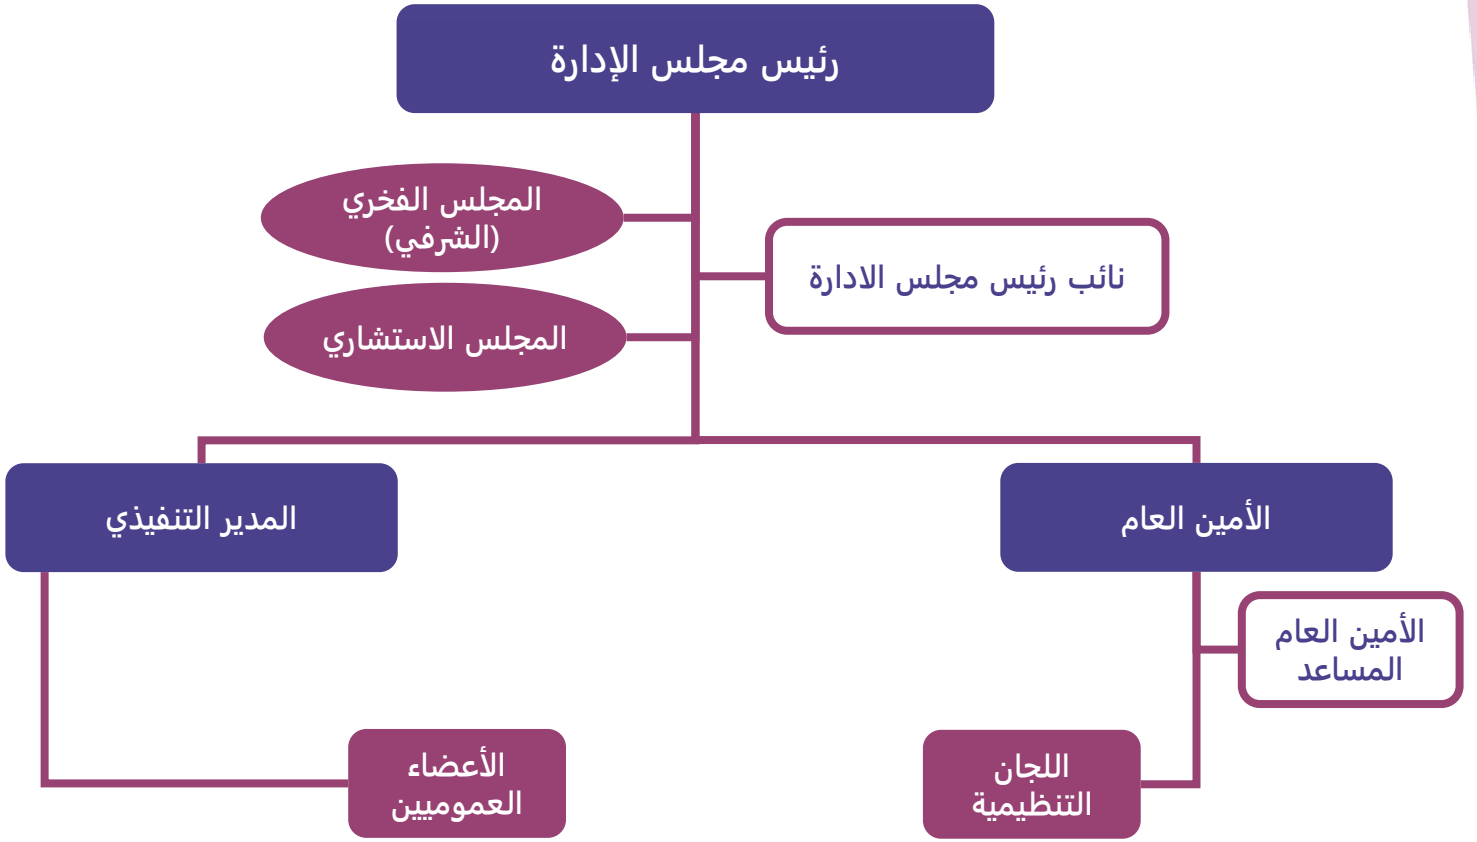 رئيس مجلس الإدارة
المجلس الفخري
(الشرفي)
نائب رئيس مجلس الادارة
المجلس الاستشاري
الأمين العام
المدير التنفيذي
الأمين العام
المساعد
اللجان
التنظيمية
الأعضاء
العموميين